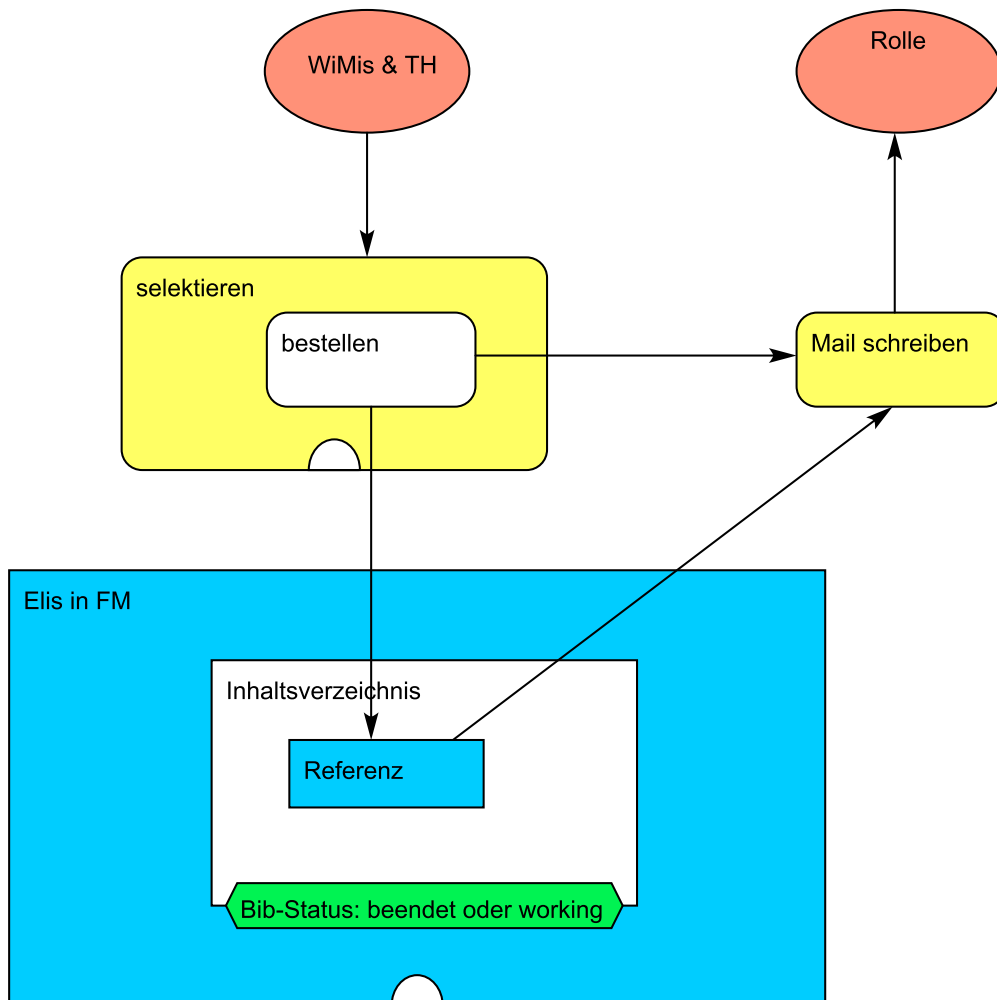 WiMis & TH
Rolle
selektieren
bestellen
Mail schreiben
Elis in FM
Inhaltsverzeichnis
Referenz
Bib-Status: beendet oder working